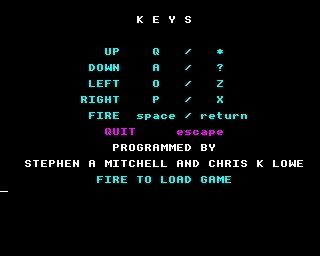 K E Y S
UP Q / *
DOWN A / ?
LEFT O / Z
RIGHT P / X
FIRE space / return
QUIT escape
PROGRAMMED BY
STEPHEN A MITCHELL AND CHRIS K LOWE
FIRE TO LOAD GAME